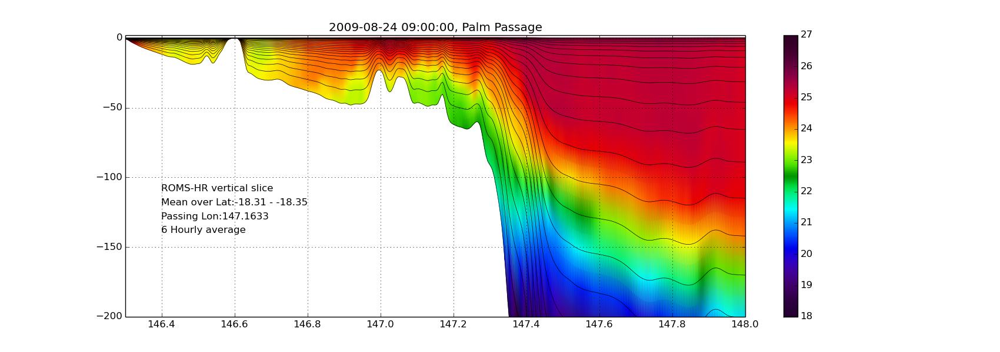 2009-08-24 09:00:00, Palm Passage
0
−50
−100
−150
−200
ROMS-HR vertical slice
Mean over Lat:-18.31 - -18.35
Passing Lon:147.1633
6 Hourly average
146.4 146.6 146.8 147.0 147.2 147.4 147.6 147.8 148.0
27
26
25
24
23
22
21
20
19
18